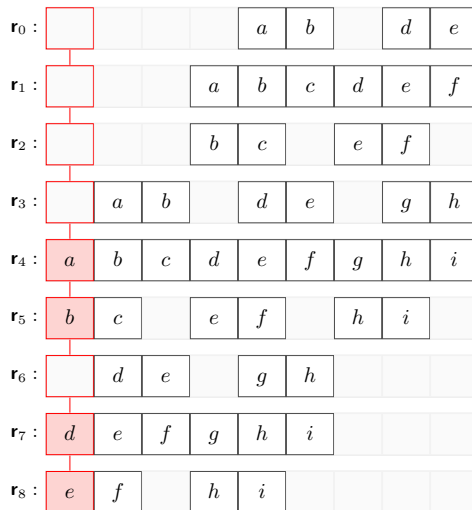 r₀ : a b d e
r₁ : a b c d e f
r₂ : b c e f
r₃ : a b d e g h
r₄ : a b c d e f g h i
r₅ : b c e f h i
r₆ : d e g h
r₇ : d e f g h i
r₈ : e f h i